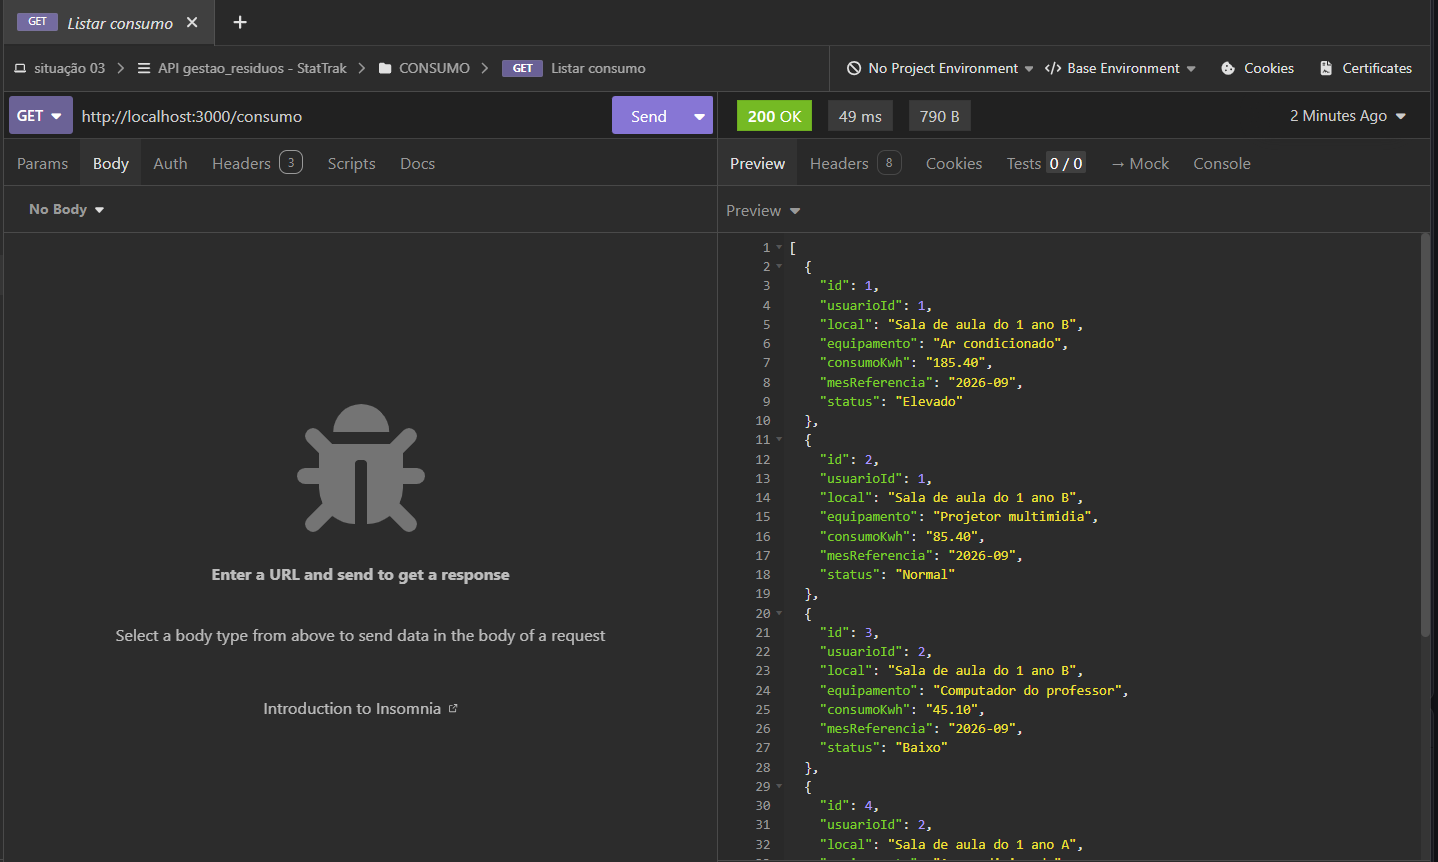 GET Listar consumo
situação 03 API gestao_residuos - StatTrak CONSUMO GET Listar consumo
No Project Environment Base Environment Cookies Certificates
GET http://localhost:3000/consumo Send
200 OK 49 ms 790 B 2 Minutes Ago
Params Body Auth Headers 3 Scripts Docs
Preview Headers 8 Cookies Tests 0 / 0 → Mock Console
No Body
Preview
Enter a URL and send to get a response
Select a body type from above to send data in the body of a request
Introduction to Insomnia
1 [
2 {
3 "id": 1,
4 "usuarioId": 1,
5 "local": "Sala de aula do 1 ano B",
6 "equipamento": "Ar condicionado",
7 "consumoKwh": "185.40",
8 "mesReferencia": "2026-09",
9 "status": "Elevado"
10 },
11 {
12 "id": 2,
13 "usuarioId": 1,
14 "local": "Sala de aula do 1 ano B",
15 "equipamento": "Projetor multimidia",
16 "consumoKwh": "85.40",
17 "mesReferencia": "2026-09",
18 "status": "Normal"
19 },
20 {
21 "id": 3,
22 "usuarioId": 2,
23 "local": "Sala de aula do 1 ano B",
24 "equipamento": "Computador do professor",
25 "consumoKwh": "45.10",
26 "mesReferencia": "2026-09",
27 "status": "Baixo"
28 },
29 {
30 "id": 4,
31 "usuarioId": 2,
32 "local": "Sala de aula do 1 ano A",